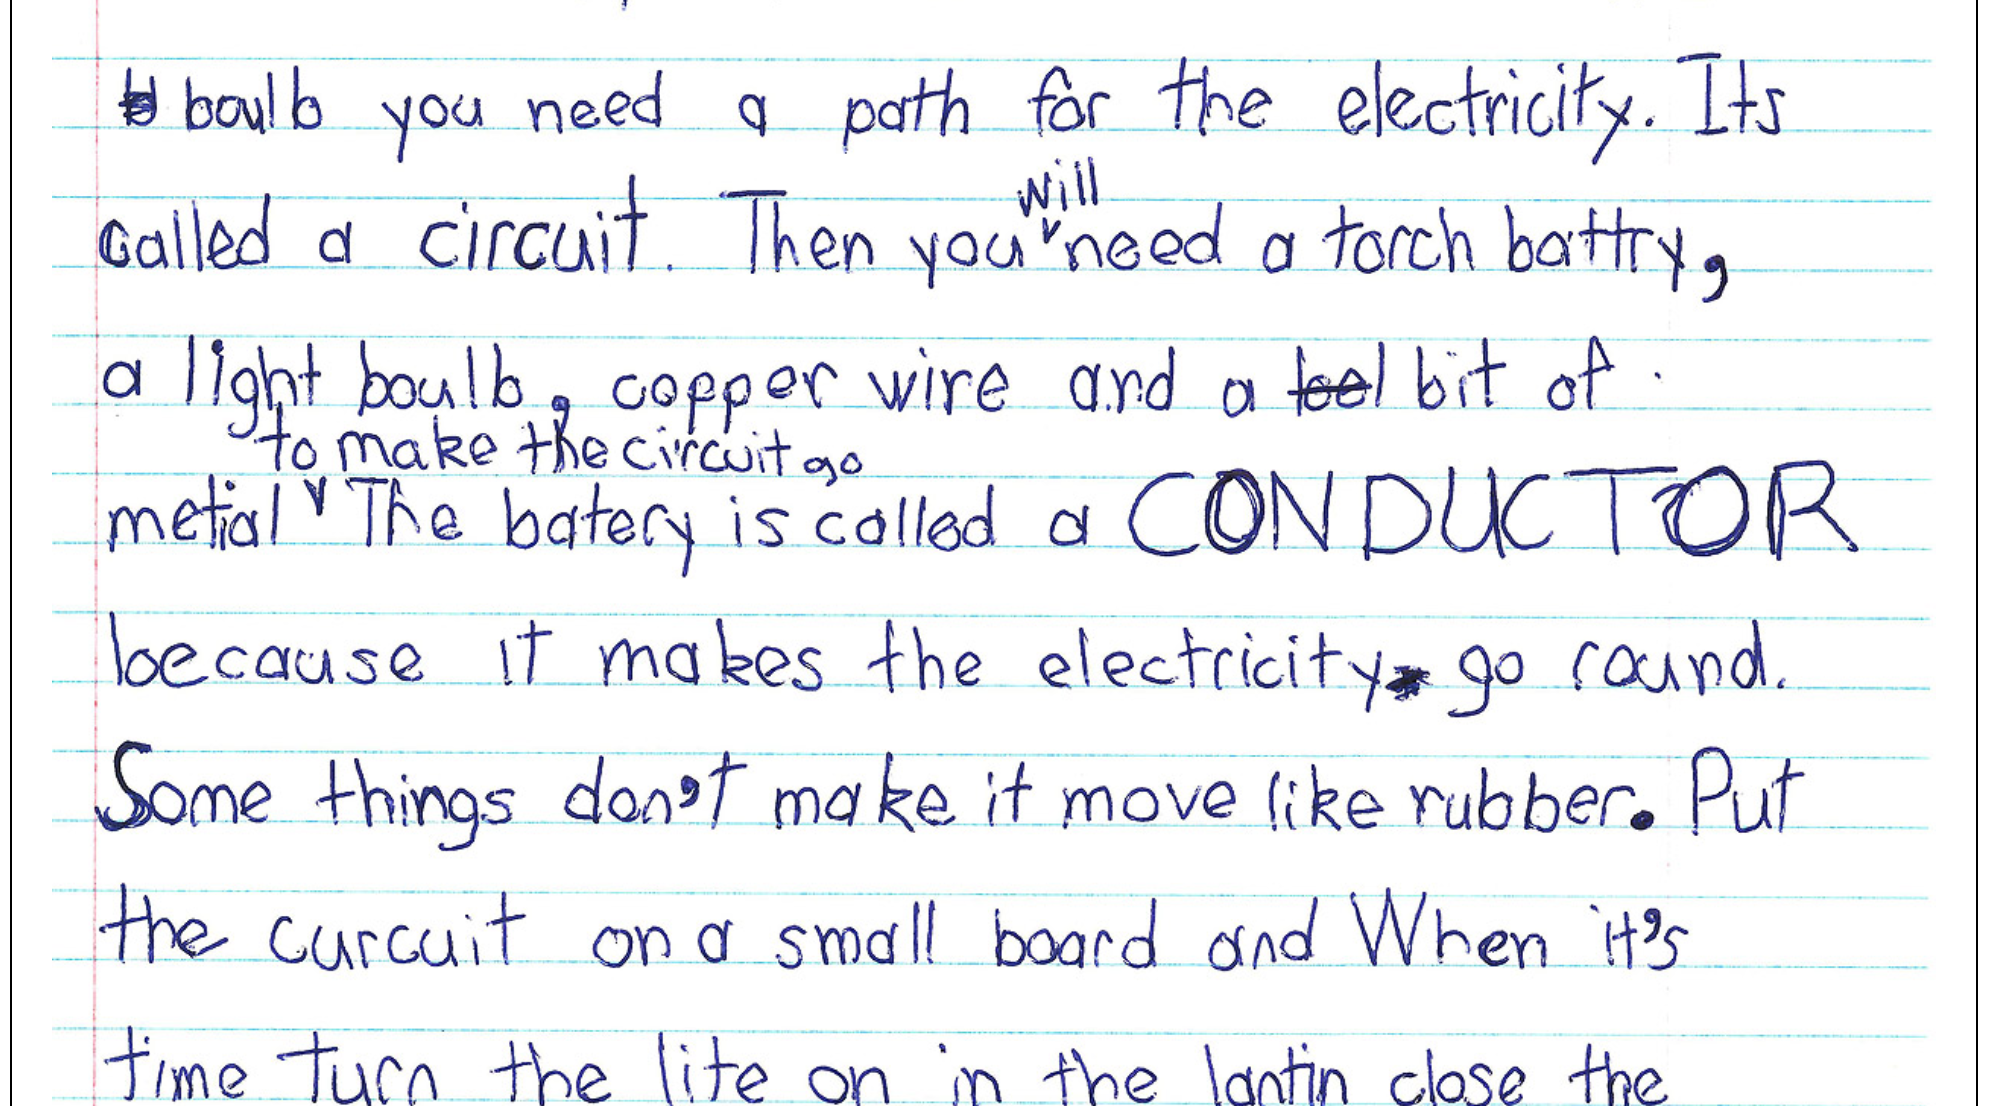 boulb you need a path for the electricity. Its
will
called a circuit. Then you need a torch battry,
a light boulb, copper wire and a bit of
to make the circuit go
metial The batery is called a CONDUCTOR
because it makes the electricity go round.
Some things don't make it move like rubber. Put
the curcuit on a small board and When it's
time turn the lite on in the lantin close the